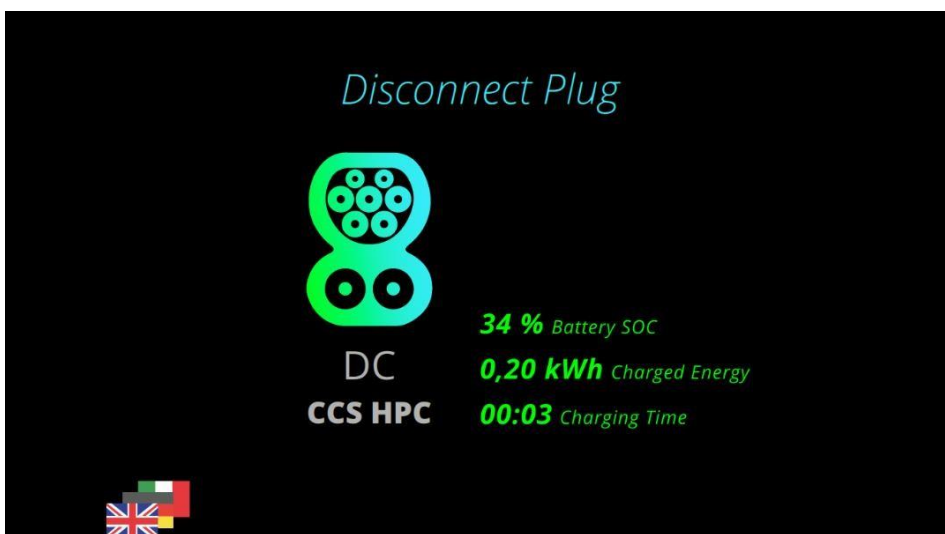 Disconnect Plug
34 % Battery SOC
DC
0,20 kWh Charged Energy
CCS HPC
00:03 Charging Time